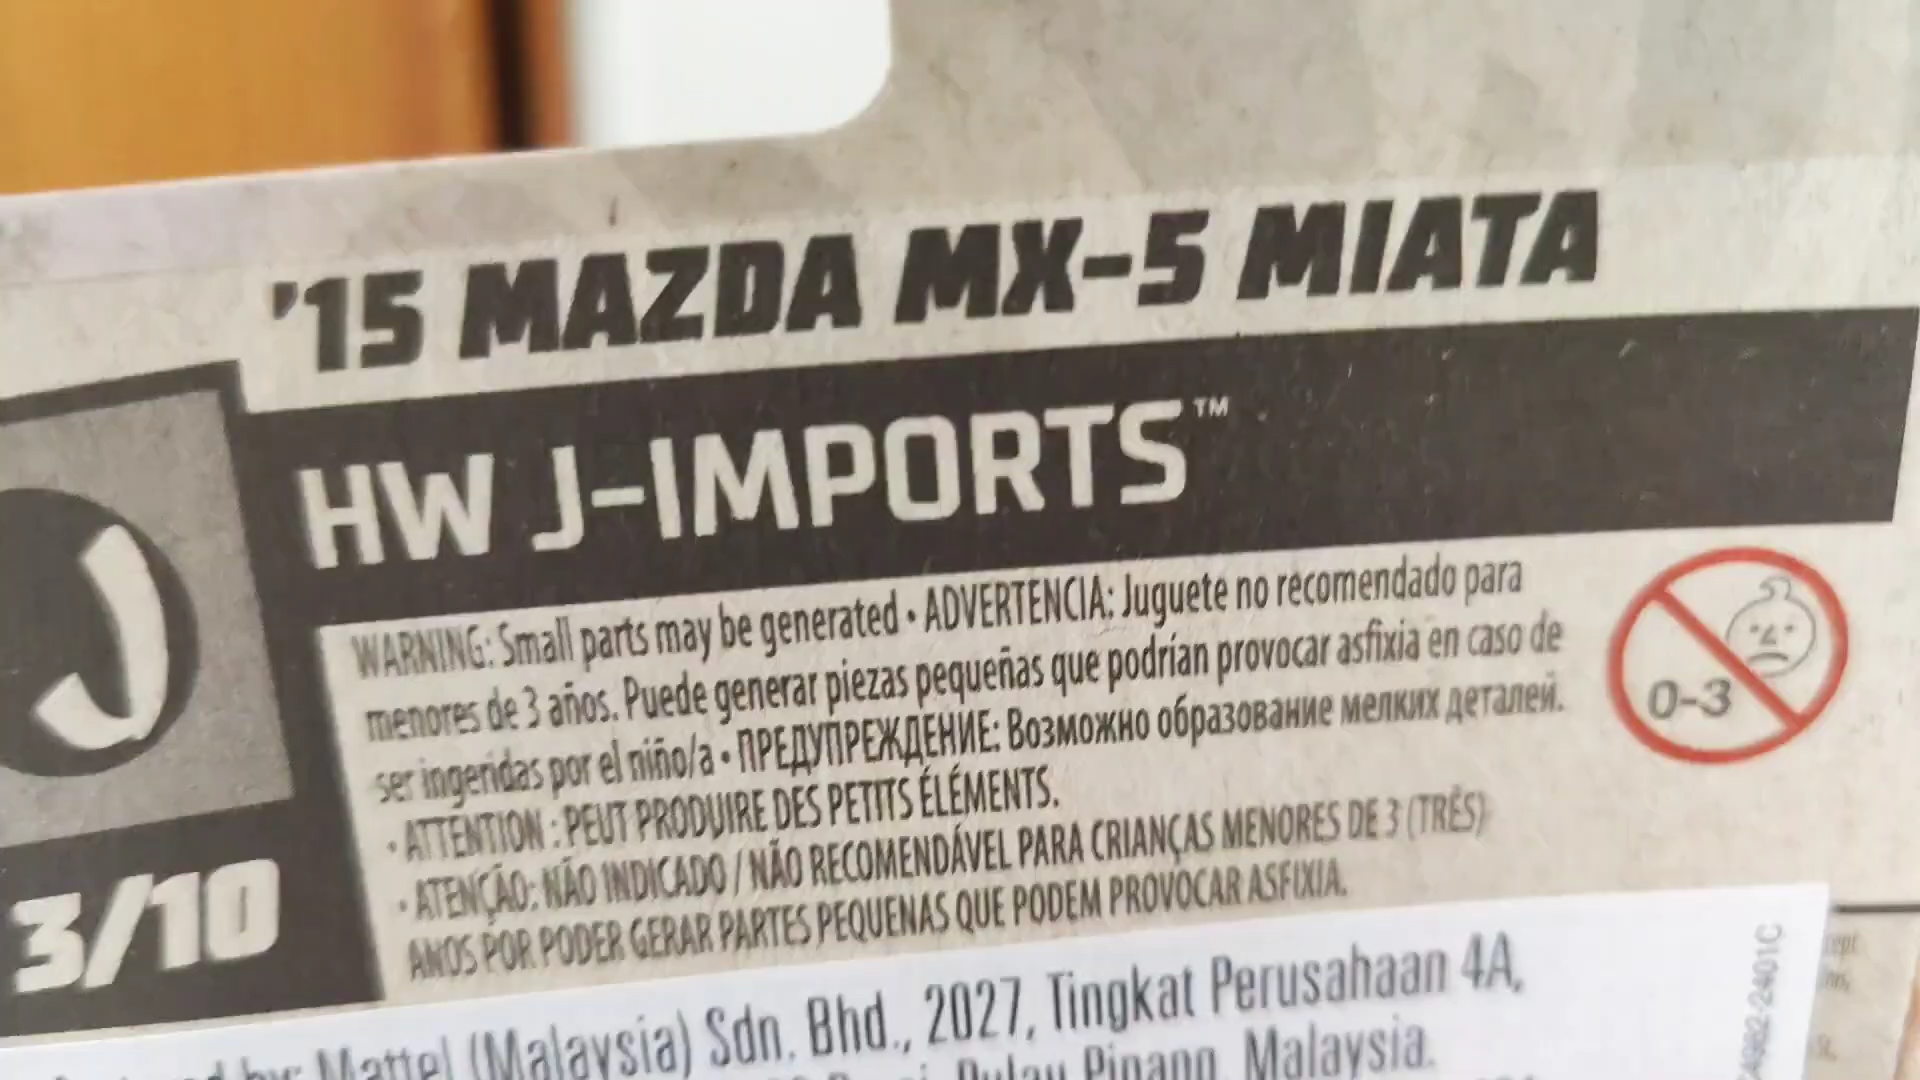 '15 MAZDA MX-5 MIATA
HW J-IMPORTS™
J
3/10
WARNING: Small parts may be generated • ADVERTENCIA: Juguete no recomendado para
menores de 3 años. Puede generar piezas pequeñas que podrían provocar asfixia en caso de
ser ingeridas por el niño/a • ПРЕДУПРЕЖДЕНИЕ: Возможно образование мелких деталей.
• ATTENTION : PEUT PRODUIRE DES PETITS ÉLÉMENTS.
• ATENÇÃO: NÃO INDICADO / NÃO RECOMENDÁVEL PARA CRIANÇAS MENORES DE 3 (TRÊS)
ANOS POR PODER GERAR PARTES PEQUENAS QUE PODEM PROVOCAR ASFIXIA.
0-3
by: Mattel (Malaysia) Sdn. Bhd., 2027, Tingkat Perusahaan 4A,
Pulau Pinang, Malaysia.
4982-2401C